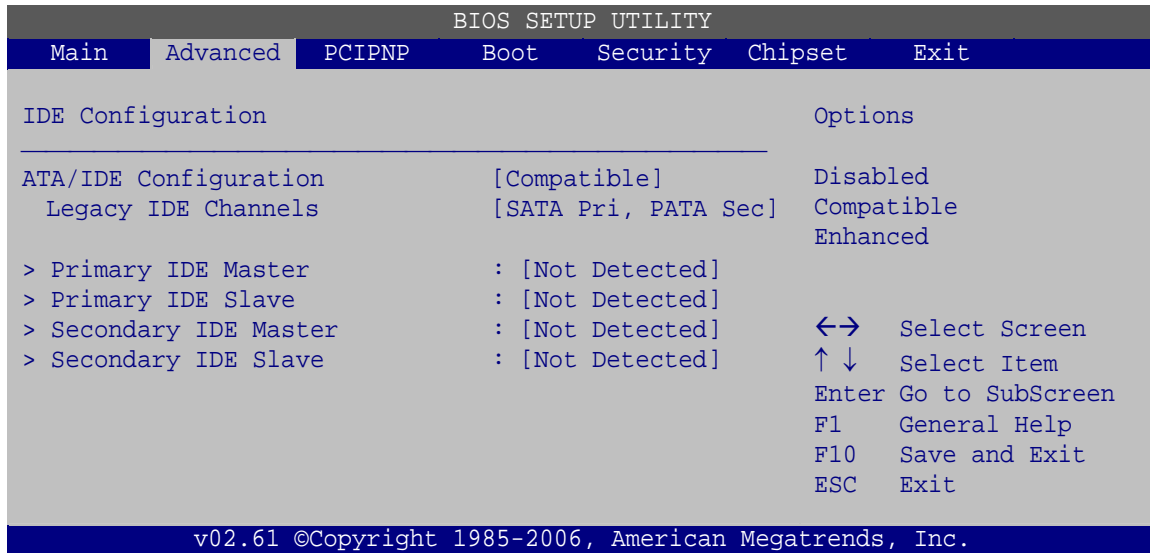 BIOS SETUP UTILITY
Main Advanced PCIPNP Boot Security Chipset Exit
IDE Configuration
ATA/IDE Configuration [Compatible]
Legacy IDE Channels [SATA Pri, PATA Sec]
> Primary IDE Master : [Not Detected]
> Primary IDE Slave : [Not Detected]
> Secondary IDE Master : [Not Detected]
> Secondary IDE Slave : [Not Detected]
Options
Disabled
Compatible
Enhanced
←→ Select Screen
↑ ↓ Select Item
Enter Go to SubScreen
F1 General Help
F10 Save and Exit
ESC Exit
v02.61 ©Copyright 1985-2006, American Megatrends, Inc.